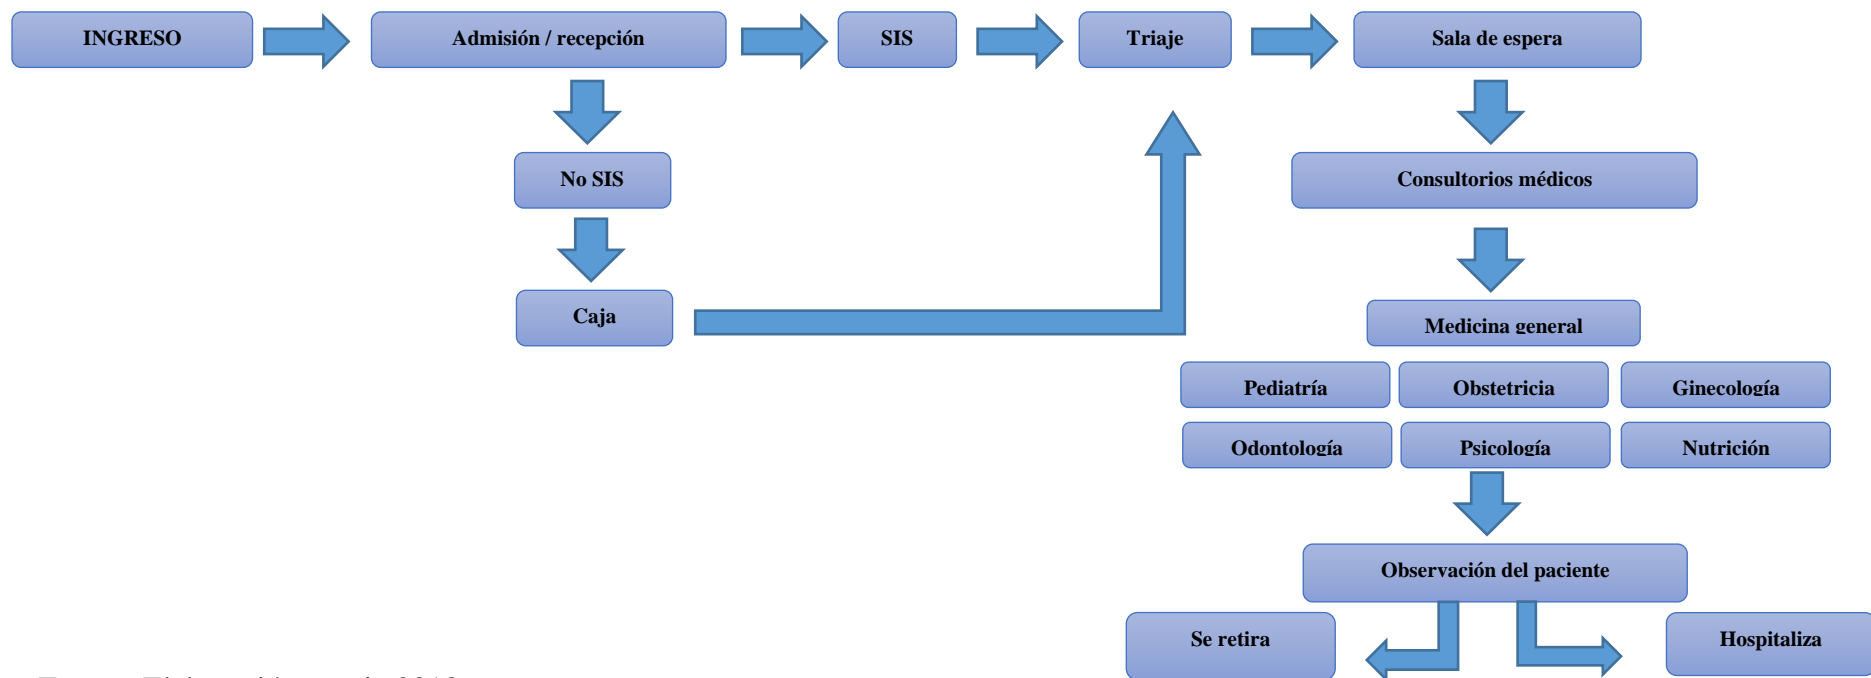 INGRESO
Admisión / recepción
SIS
Triaje
Sala de espera
No SIS
Consultorios médicos
Caja
Medicina general
Pediatría
Obstetricia
Ginecología
Odontología
Psicología
Nutrición
Observación del paciente
Se retira
Hospitaliza